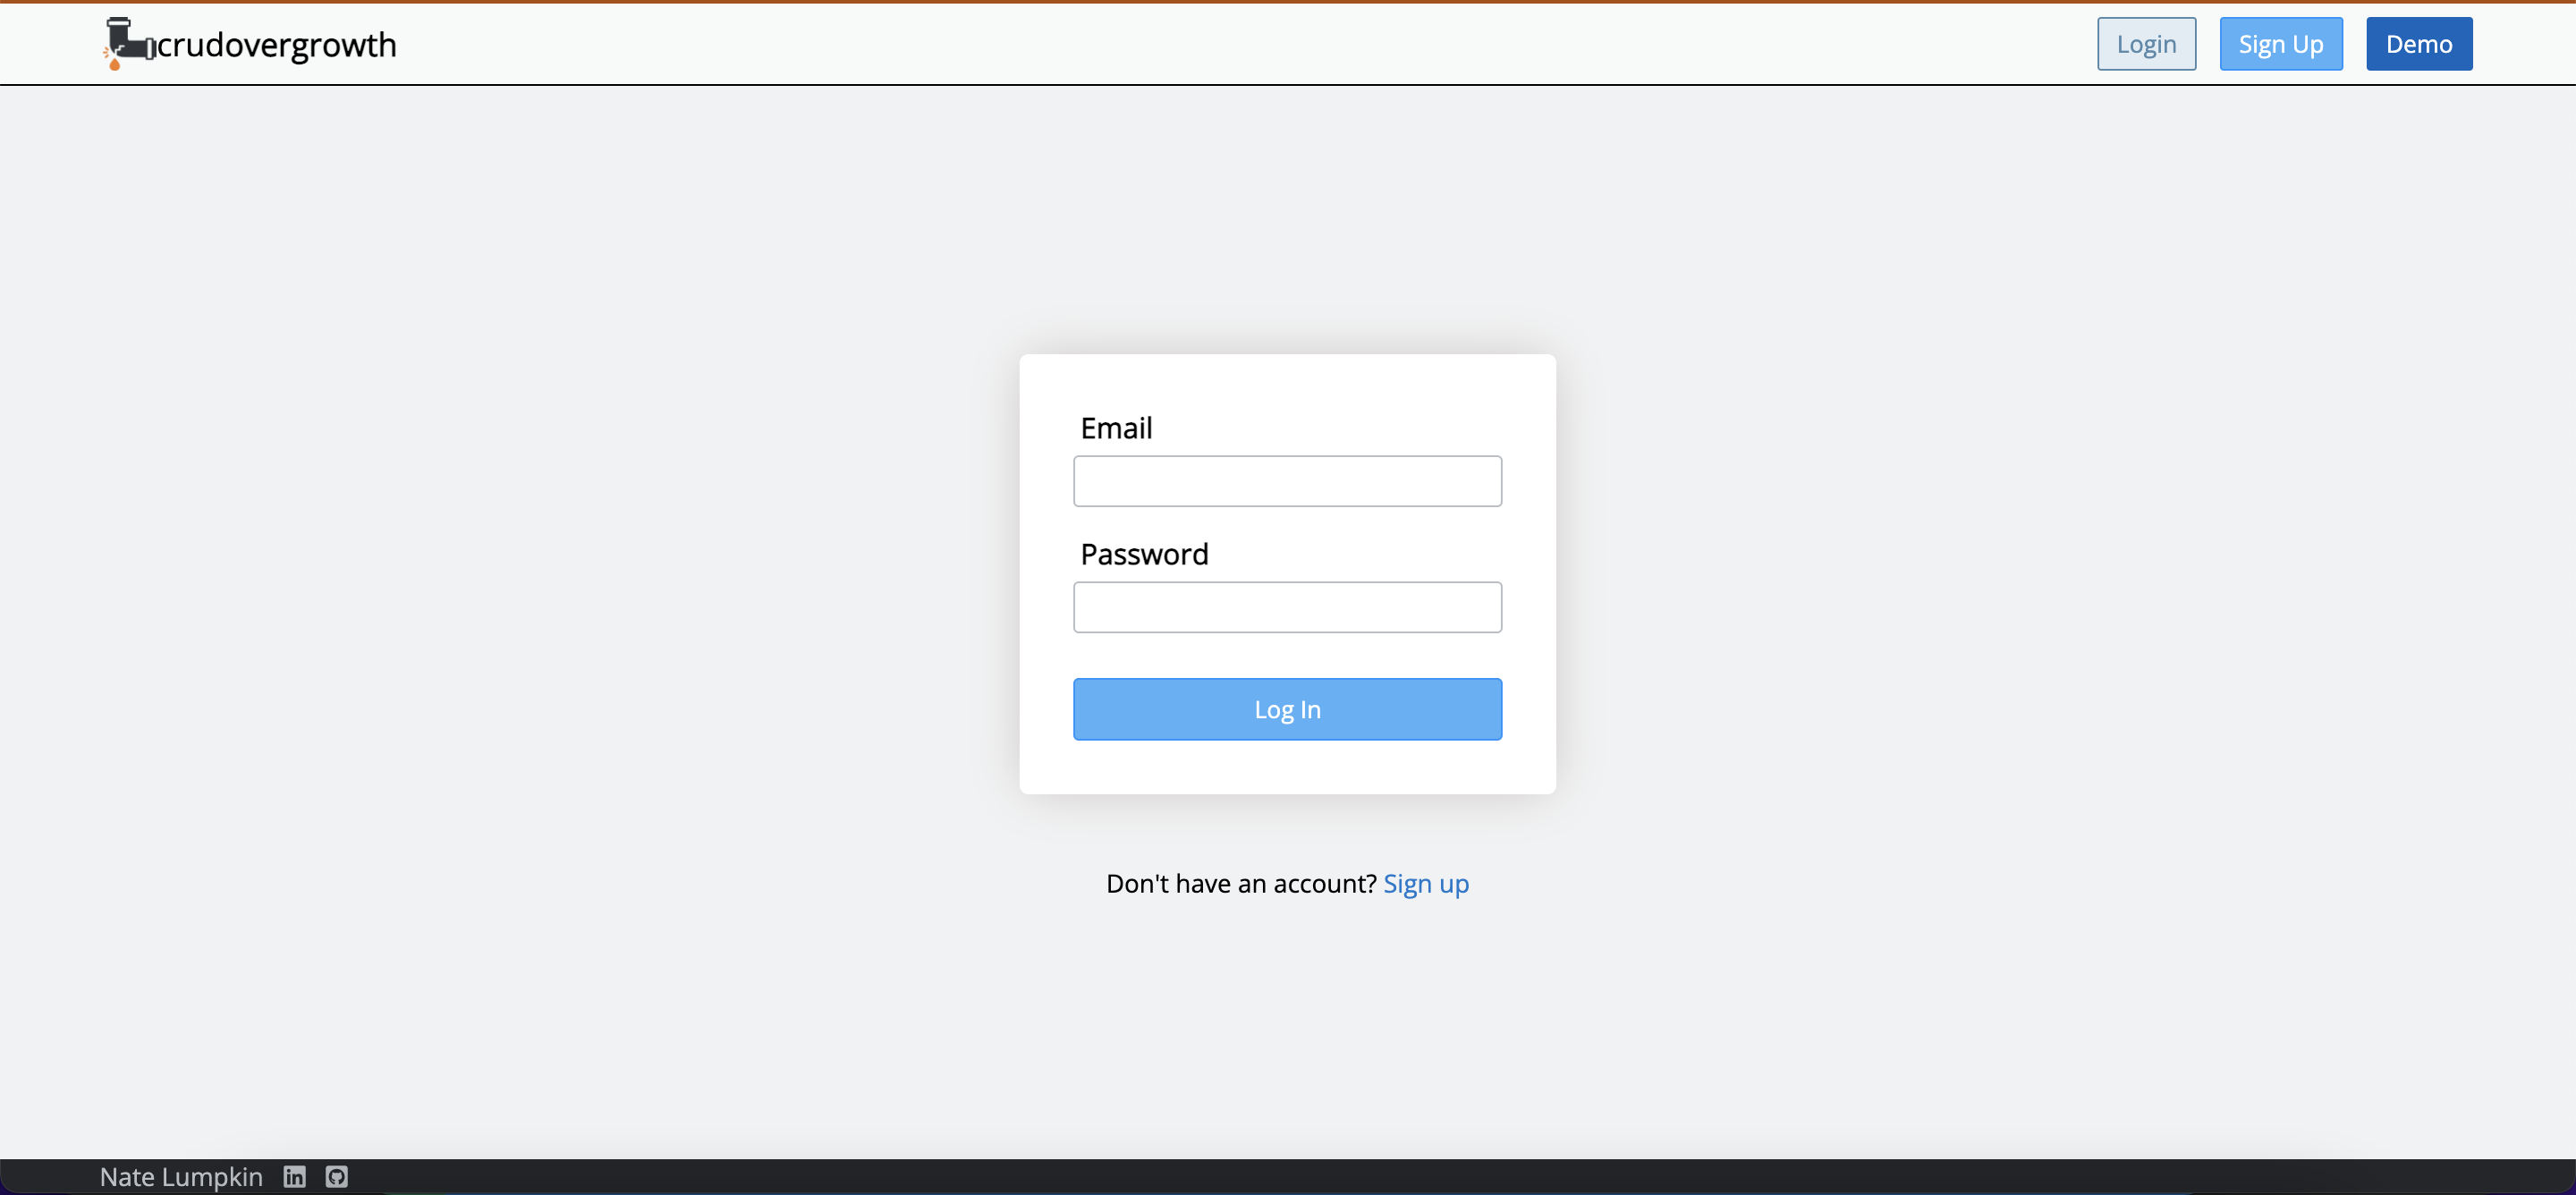 crudovergrowth
Login
Sign Up
Demo
Email
Password
Log In
Don't have an account? Sign up
Nate Lumpkin